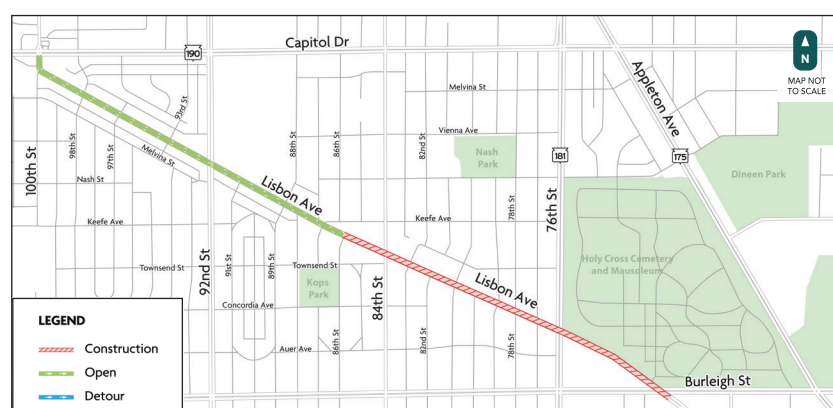 Capitol Dr
190
N
MAP NOT
TO SCALE
Appleton Ave
Melvina St
93rd St
Vienna Ave
98th St
97th St
Melvina St
88th St
86th St
82nd St
Nash
Park
181
175
Dineen Park
100th St
Nash St
Lisbon Ave
78th St
76th St
Keefe Ave
Keefe Ave
92nd St
91st St
89th St
Townsend St
Townsend St
Holy Cross Cemetery
and Mausoleum
Kops
Park
84th St
Lisbon Ave
Concordia Ave
86th St
Auer Ave
82nd St
78th St
Burleigh St
LEGEND
Construction
Open
Detour